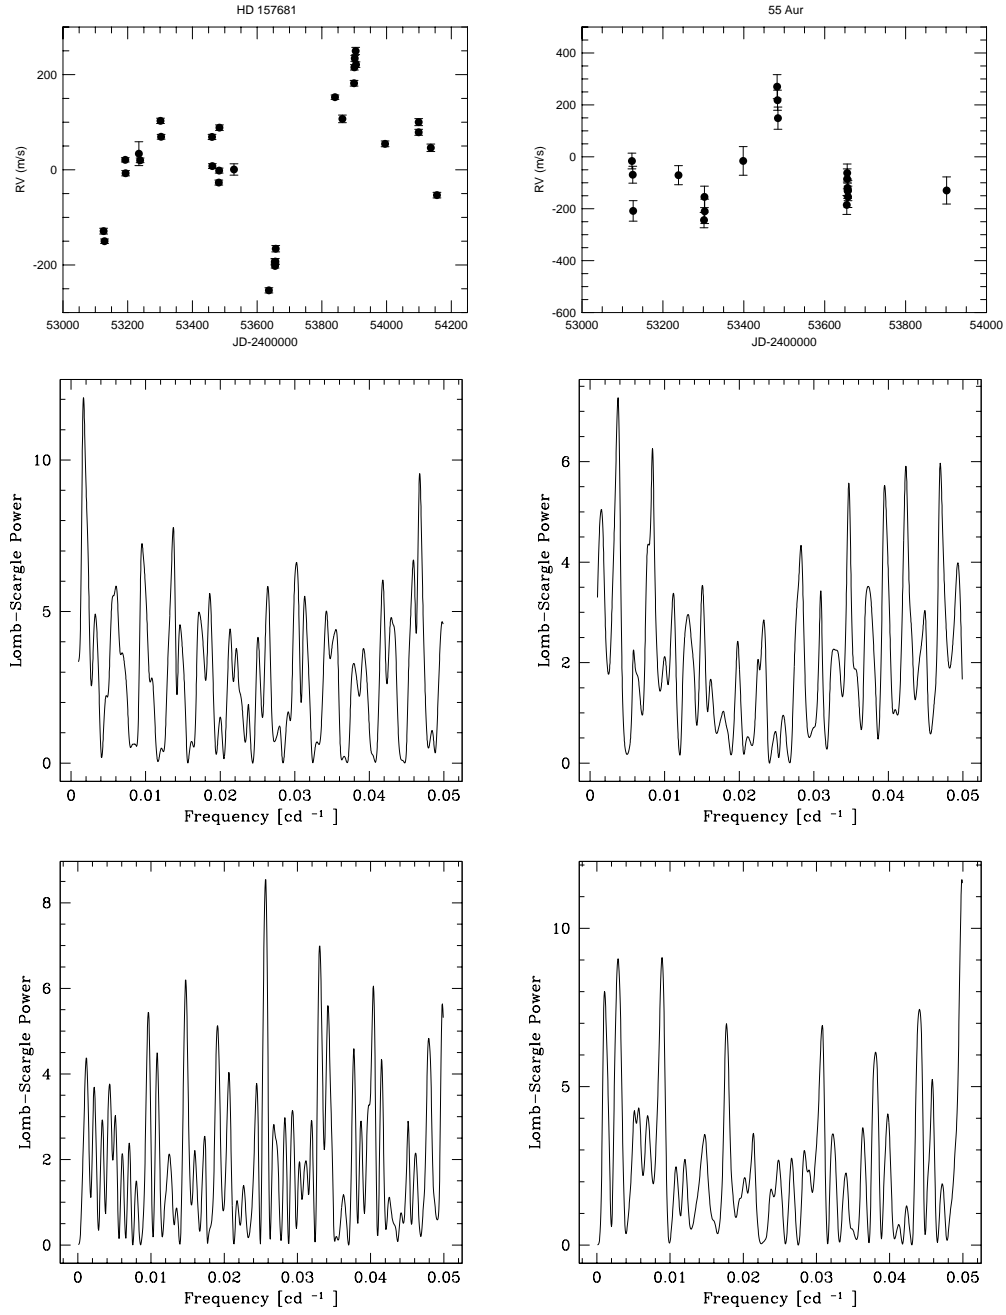 HD 157681
55 Aur
RV (m/s)
200
0
-200
53000 53200 53400 53600 53800 54000 54200
JD-2400000
RV (m/s)
400
200
0
-200
-400
-600
53000 53200 53400 53600 53800 54000
JD-2400000
Lomb-Scargle Power
10
5
0
0 0.01 0.02 0.03 0.04 0.05
Frequency [cd -1 ]
Lomb-Scargle Power
6
4
2
0
0 0.01 0.02 0.03 0.04 0.05
Frequency [cd -1 ]
Lomb-Scargle Power
8
6
4
2
0
0 0.01 0.02 0.03 0.04 0.05
Frequency [cd -1 ]
Lomb-Scargle Power
10
5
0
0 0.01 0.02 0.03 0.04 0.05
Frequency [cd -1 ]